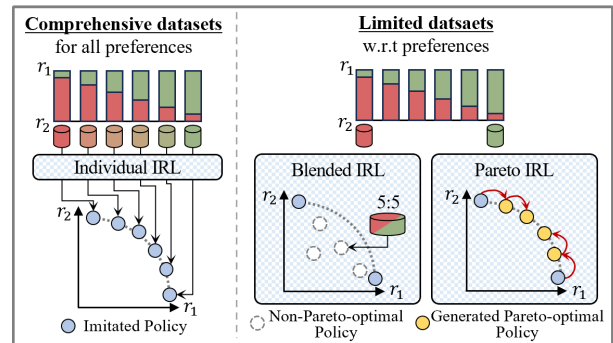 Comprehensive datasets
for all preferences
r1
r2
Individual IRL
r2
r1
Imitated Policy
Limited datsaets
w.r.t preferences
r1
r2
Blended IRL
r2
5:5
r1
Pareto IRL
r2
r1
Non-Pareto-optimal
Policy
Generated Pareto-optimal
Policy